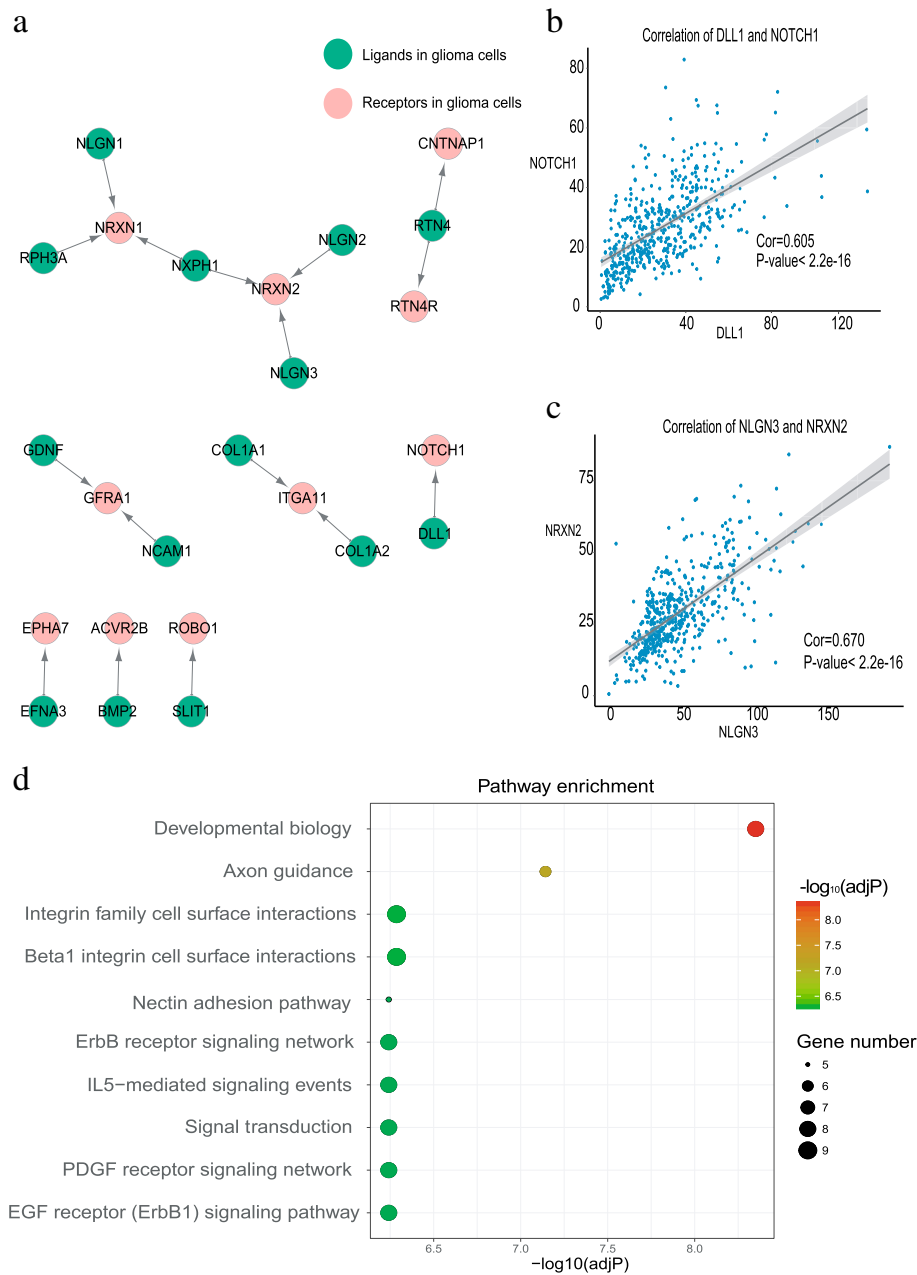 a
Ligands in glioma cells
Receptors in glioma cells
NLGN1
CNTNAP1
NRXN1
RTN4
NLGN2
RPH3A
NXPH1
NRXN2
RTN4R
NLGN3
GDNF
COL1A1
NOTCH1
GFRA1
ITGA11
DLL1
NCAM1
COL1A2
EPHA7
ACVR2B
ROBO1
EFNA3
BMP2
SLIT1
b
Correlation of DLL1 and NOTCH1
80
60
NOTCH1
40
20
0
Cor=0.605
P-value< 2.2e-16
0 40 80 120
DLL1
c
Correlation of NLGN3 and NRXN2
75
NRXN2
50
25
0
Cor=0.670
P-value< 2.2e-16
0 50 100 150
NLGN3
d
Pathway enrichment
Developmental biology
Axon guidance
Integrin family cell surface interactions
Beta1 integrin cell surface interactions
Nectin adhesion pathway
ErbB receptor signaling network
IL5−mediated signaling events
Signal transduction
PDGF receptor signaling network
EGF receptor (ErbB1) signaling pathway
6.5 7.0 7.5 8.0
−log10(adjP)
-log₁₀(adjP)
8.0
7.5
7.0
6.5
Gene number
5
6
7
8
9